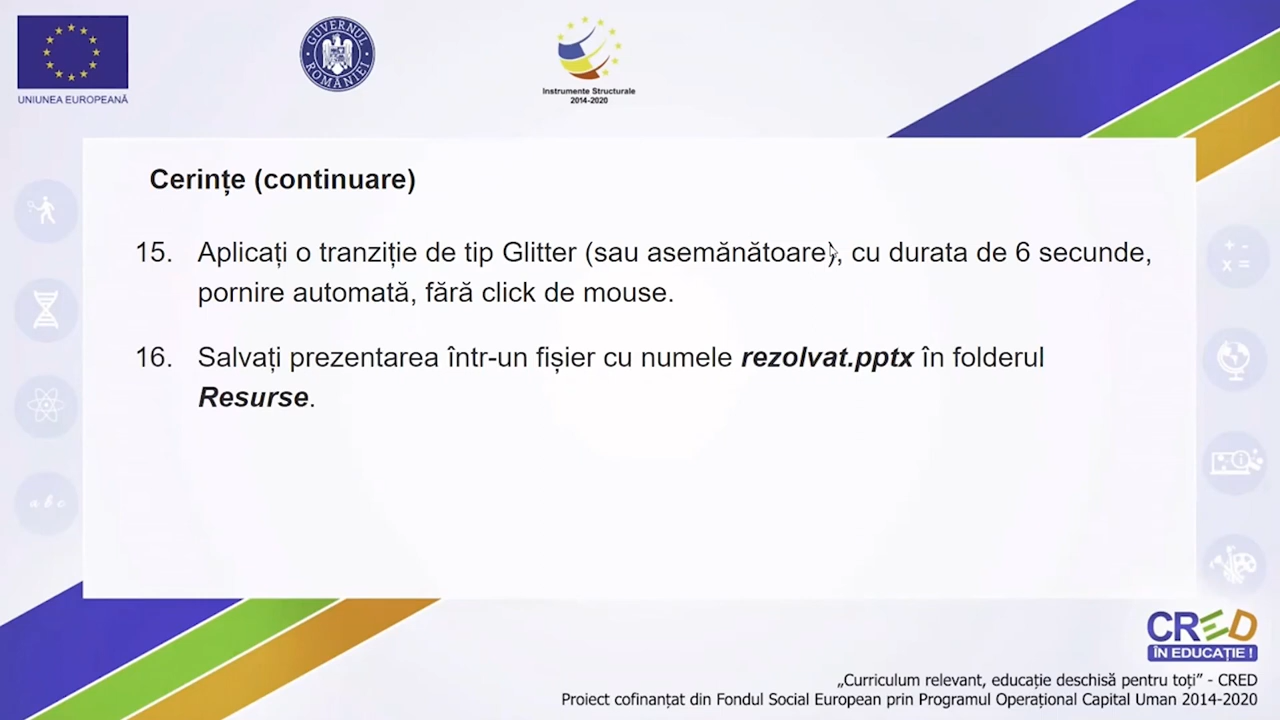 UNIUNEA EUROPEANĂ
GUVERNUL ROMÂNIEI
Instrumente Structurale
2014-2020
Cerințe (continuare)
15. Aplicați o tranziție de tip Glitter (sau asemănătoare), cu durata de 6 secunde,
pornire automată, fără click de mouse.
16. Salvați prezentarea într-un fișier cu numele rezolvat.pptx în folderul
Resurse.
+ -
x =
a b c
CRED
ÎN EDUCAȚIE !
„Curriculum relevant, educație deschisă pentru toți” - CRED
Proiect cofinanțat din Fondul Social European prin Programul Operațional Capital Uman 2014-2020